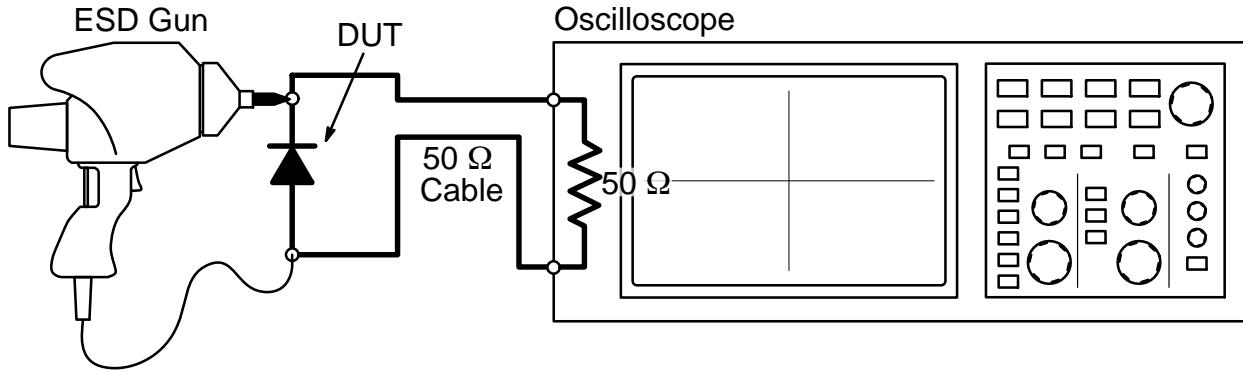 ESD Gun
Oscilloscope
DUT
50 Ω
Cable
50 Ω